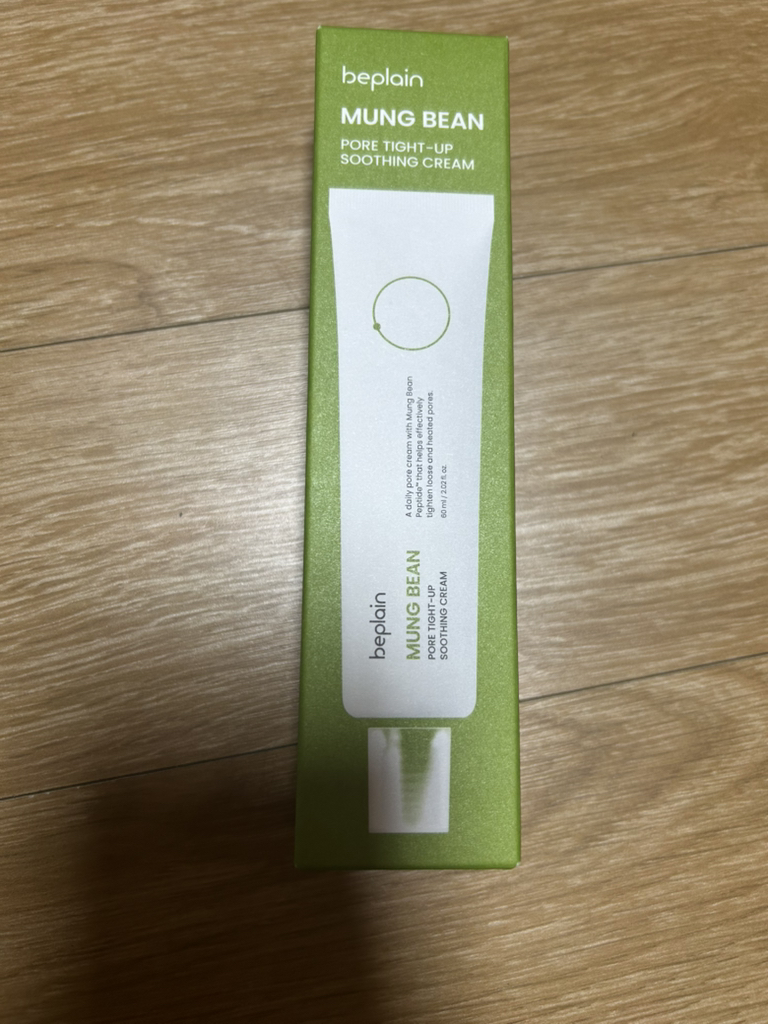 beplain
MUNG BEAN
PORE TIGHT-UP
SOOTHING CREAM
beplain
MUNG BEAN
PORE TIGHT-UP
SOOTHING CREAM
A daily pore cream with Mung Bean
Peptide™ that helps effectively
tighten loose and heated pores.
60 ml / 2.02 fl. oz.